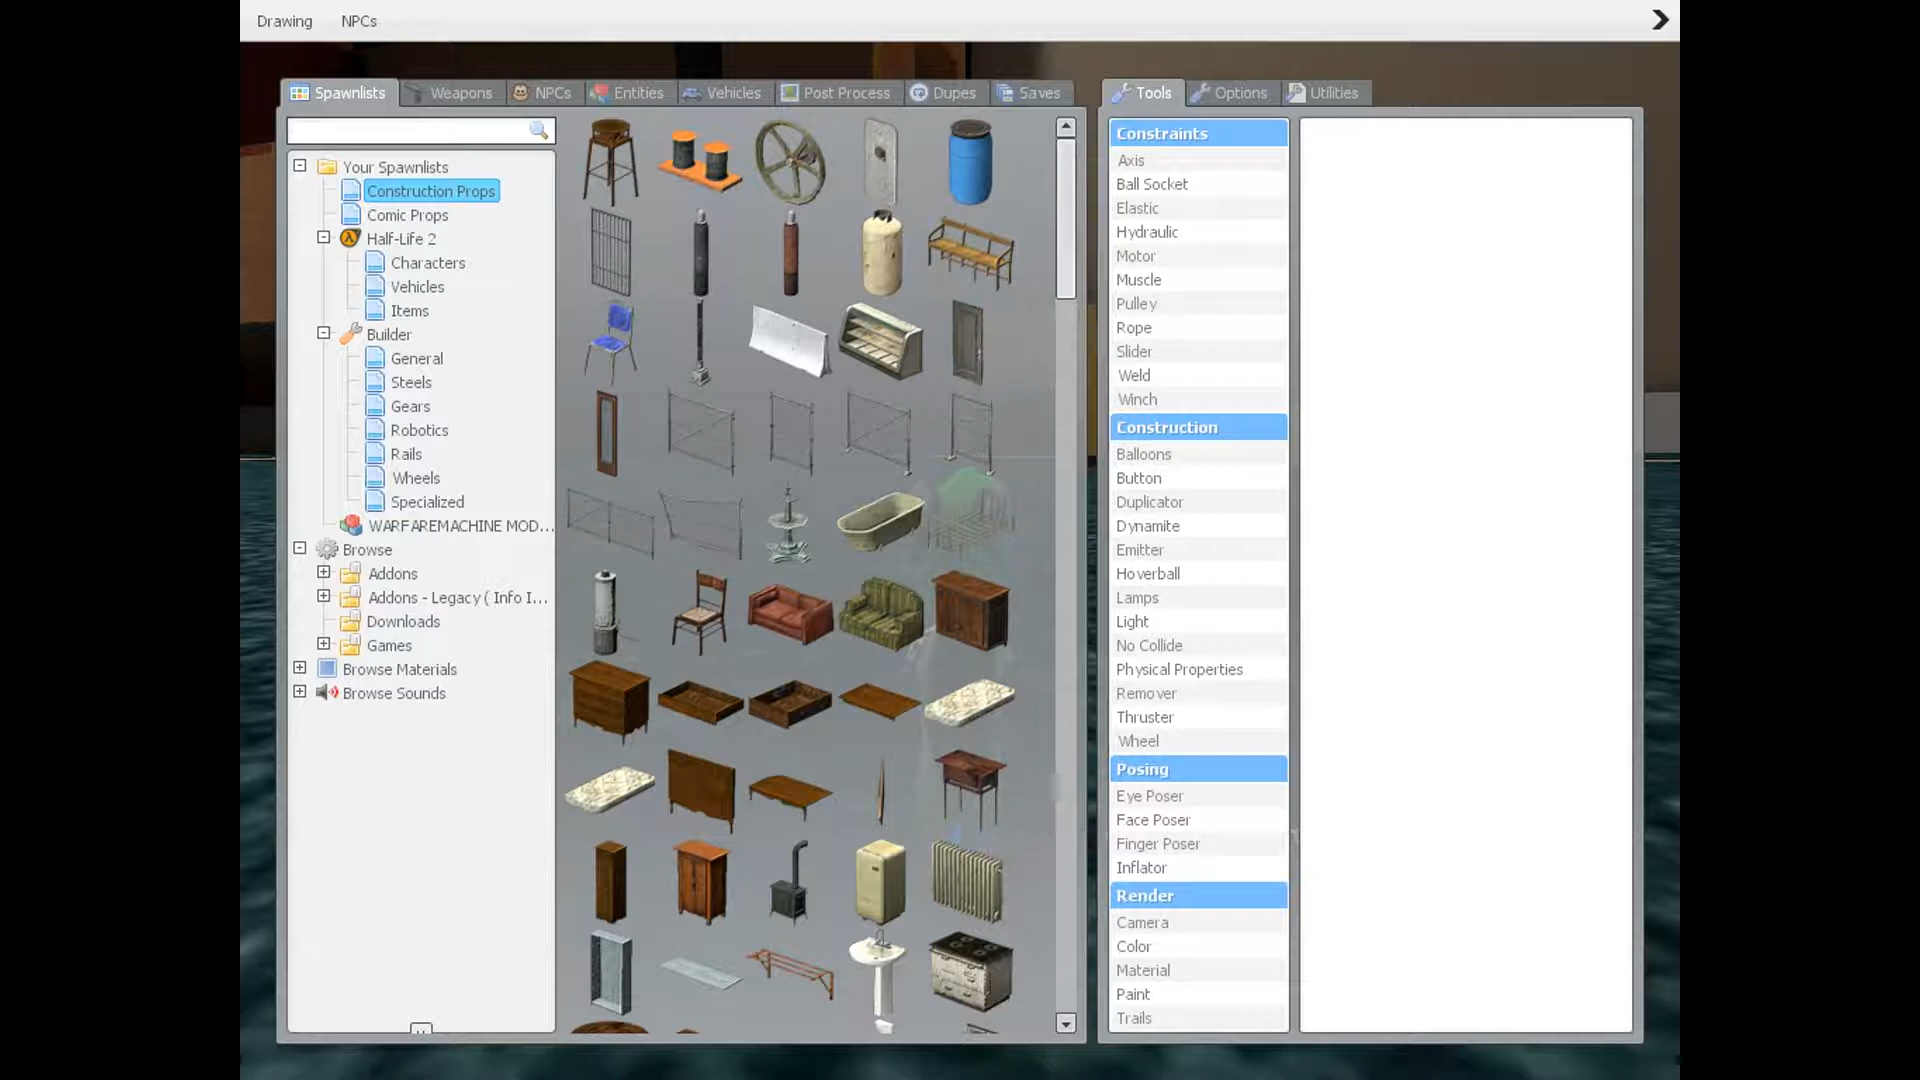 Drawing NPCs
Spawnlists Weapons NPCs Entities Vehicles Post Process Dupes Saves
Your Spawnlists
Construction Props
Comic Props
Half-Life 2
Characters
Vehicles
Items
Builder
General
Steels
Gears
Robotics
Rails
Wheels
Specialized
WARFAREMACHINE MOD...
Browse
Addons
Addons - Legacy ( Info I...
Downloads
Games
Browse Materials
Browse Sounds
Tools Options Utilities
Constraints
Axis
Ball Socket
Elastic
Hydraulic
Motor
Muscle
Pulley
Rope
Slider
Weld
Winch
Construction
Balloons
Button
Duplicator
Dynamite
Emitter
Hoverball
Lamps
Light
No Collide
Physical Properties
Remover
Thruster
Wheel
Posing
Eye Poser
Face Poser
Finger Poser
Inflator
Render
Camera
Color
Material
Paint
Trails